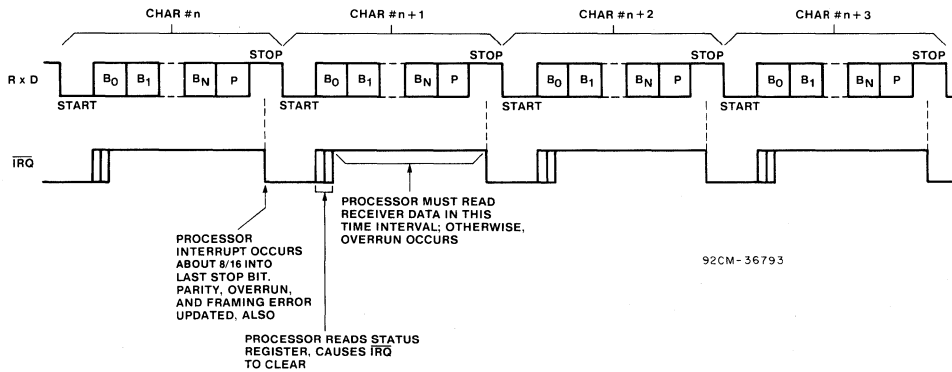 CHAR #n CHAR #n+1 CHAR #n+2 CHAR #n+3
STOP STOP STOP STOP
R x D B0 B1 BN P B0 B1 BN P B0 B1 BN P B0 B1 BN P
START START START START
IRQ
PROCESSOR MUST READ
RECEIVER DATA IN THIS
TIME INTERVAL; OTHERWISE,
OVERRUN OCCURS
PROCESSOR
INTERRUPT OCCURS
ABOUT 8/16 INTO
LAST STOP BIT.
PARITY, OVERRUN,
AND FRAMING ERROR
UPDATED, ALSO
92CM-36793
PROCESSOR READS STATUS
REGISTER, CAUSES IRQ
TO CLEAR